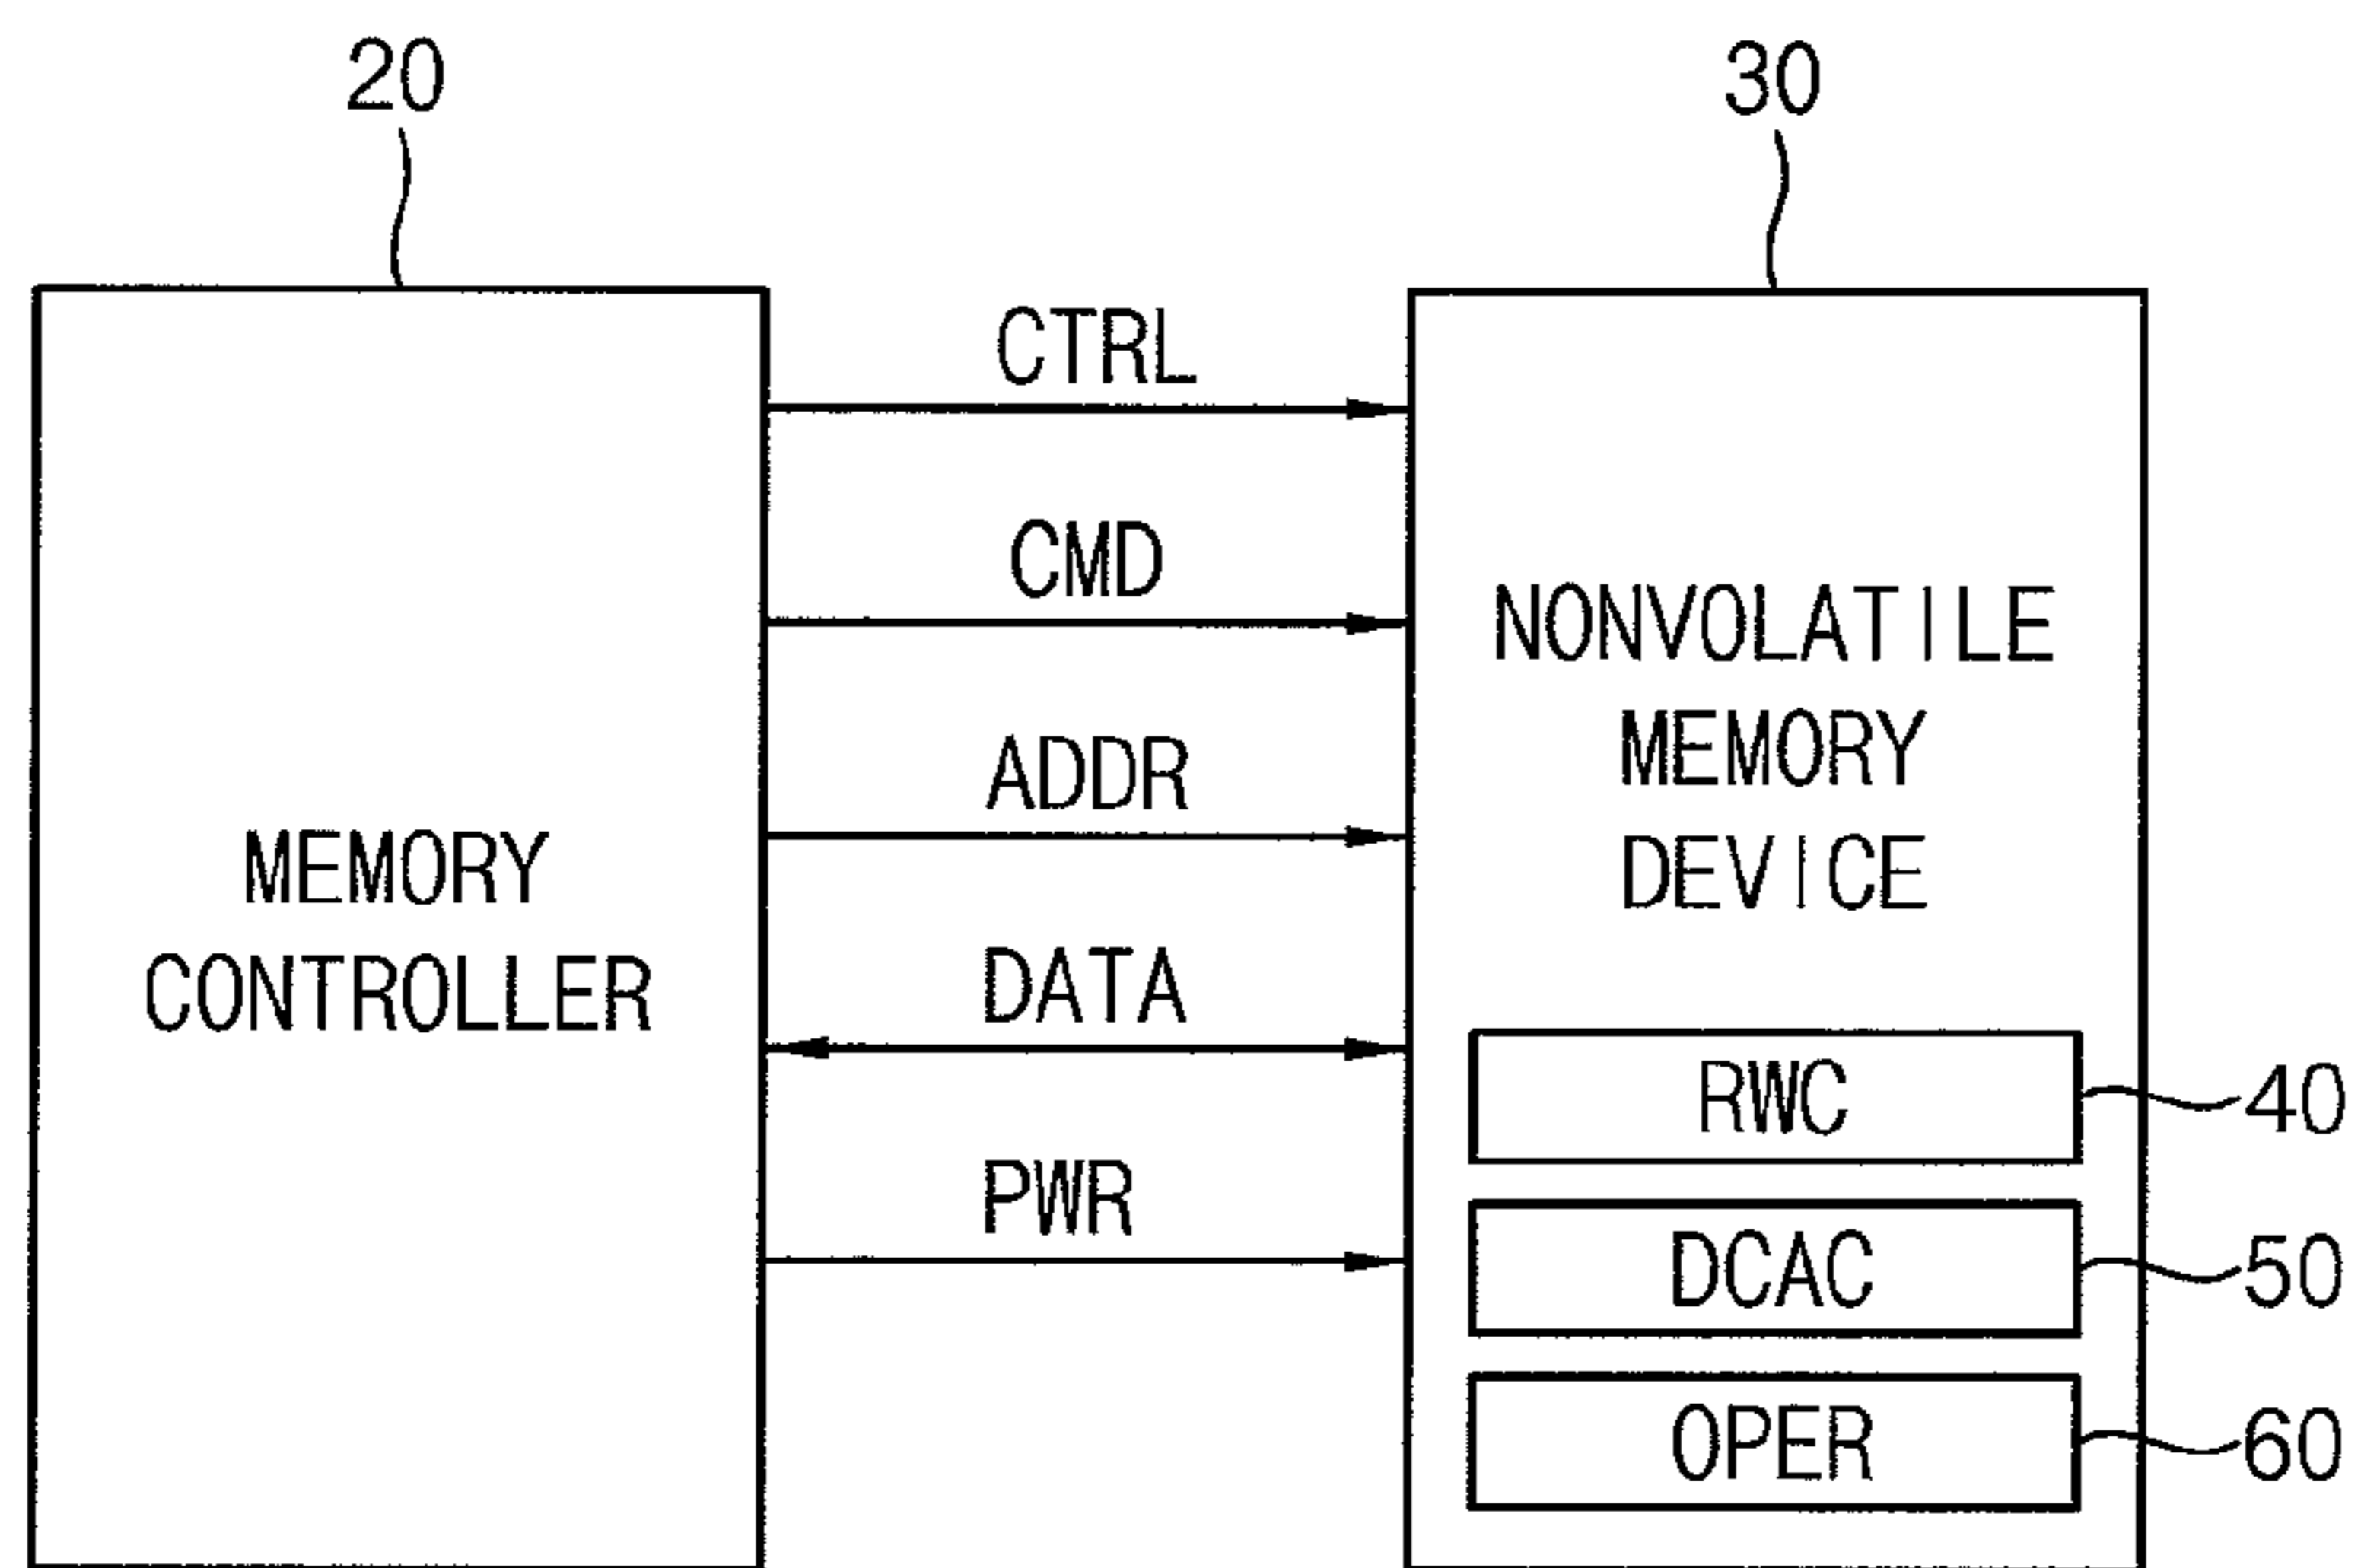 20
30
CTRL
CMD
NONVOLATILE
MEMORY
DEVICE
ADDR
MEMORY
CONTROLLER
DATA
RWC
40
PWR
DCAC
50
OPER
60